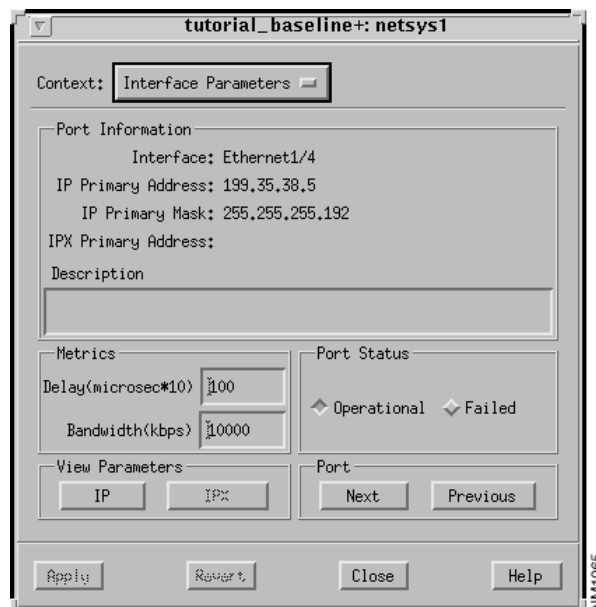 tutorial_baseline+: netsys1
Context: Interface Parameters
Port Information
Interface: Ethernet1/4
IP Primary Address: 199.35.38.5
IP Primary Mask: 255.255.255.192
IPX Primary Address:
Description
Metrics
Delay(microsec*10) 100
Bandwidth(kbps) 10000
Port Status
Operational Failed
View Parameters
IP IPX
Port
Next Previous
Apply Revert Close Help